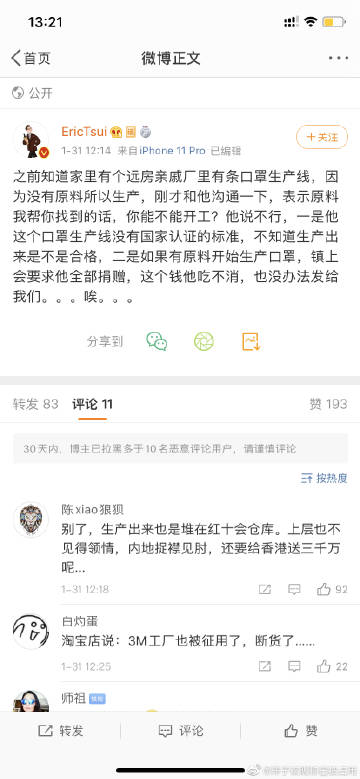 13:21
首页
微博正文
公开
EricTsui
1-31 12:14 来自iPhone 11 Pro 已编辑
+关注
之前知道家里有个远房亲戚厂里有条口罩生产线，因
为没有原料所以生产，刚才和他沟通一下，表示原料
我帮你找到的话，你能不能开工？他说不行，一是他
这个口罩生产线没有国家认证的标准，不知道生产出
来是不是合格，二是如果有原料开始生产口罩，镇上
会要求他全部捐赠，这个钱他吃不消，也没办法发给
我们。。。唉。。。
分享到
转发 83 评论 11 赞 193
30天内，博主已拉黑多于10名恶意评论用户，请谨慎评论
按热度
陈xiao狼狈
别了，生产出来也是堆在红十会仓库。上层也不
见得领情，内地捉襟见肘，还要给香港送三千万
呢...
1-31 12:18 92
白灼蛋
淘宝店说：3M工厂也被征用了，断货了......
1-31 12:25 22
师祖
转发 评论 赞